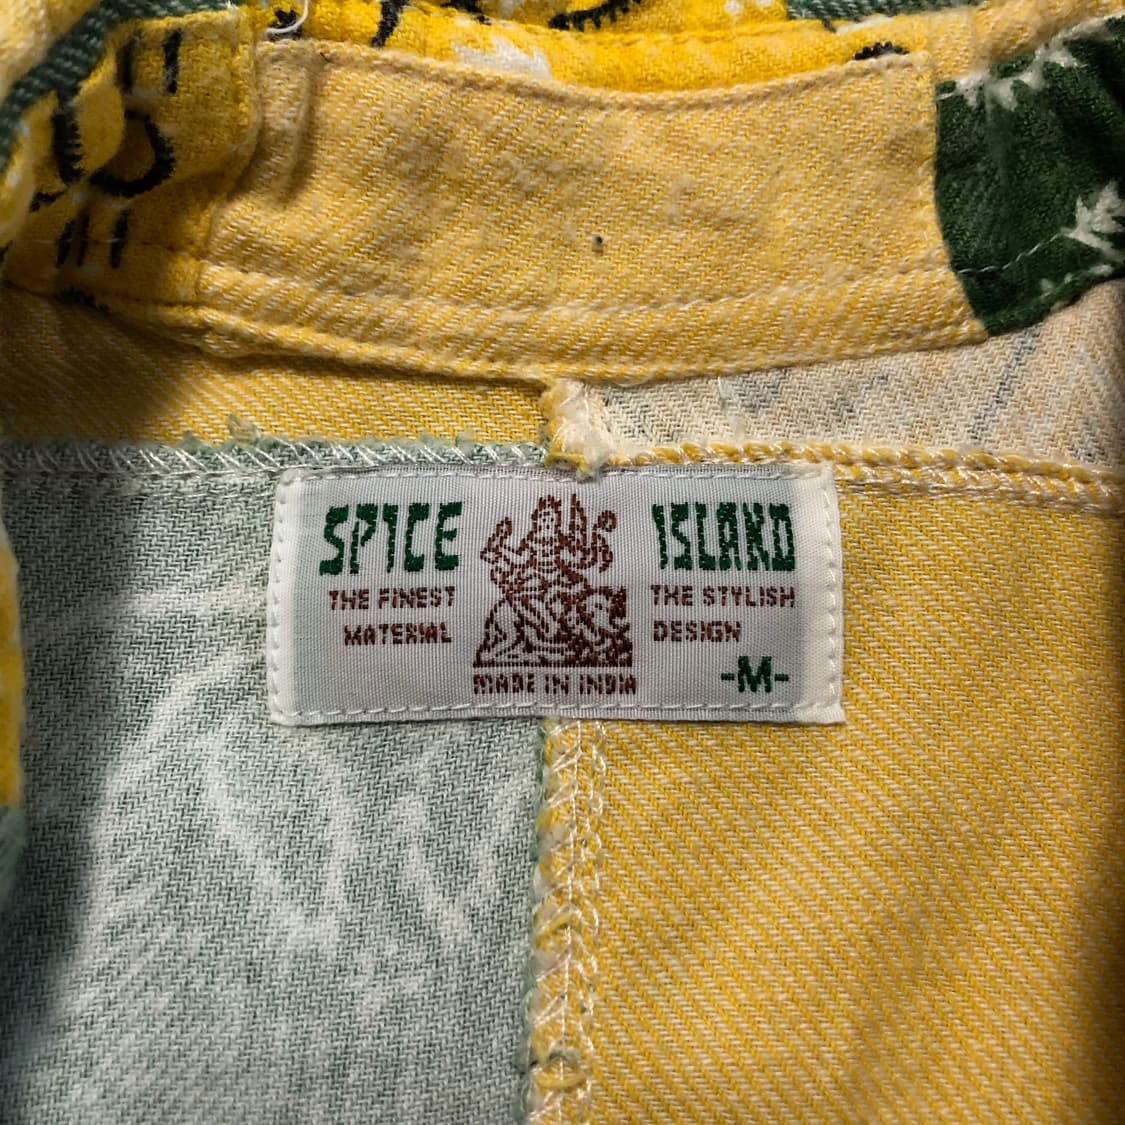 SPICE ISLAND
THE FINEST THE STYLISH
MATERIAL DESIGN
-M-
MADE IN INDIA